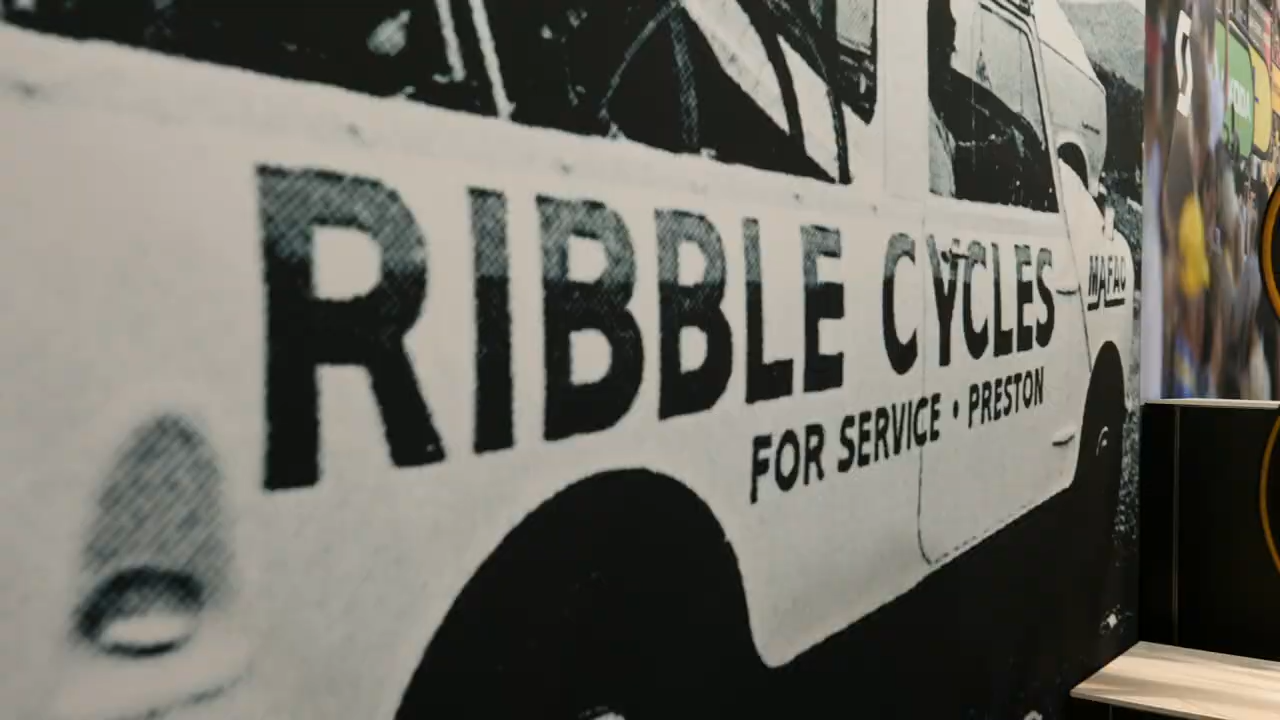 RIBBLE CYCLES
FOR SERVICE • PRESTON
MAFAC